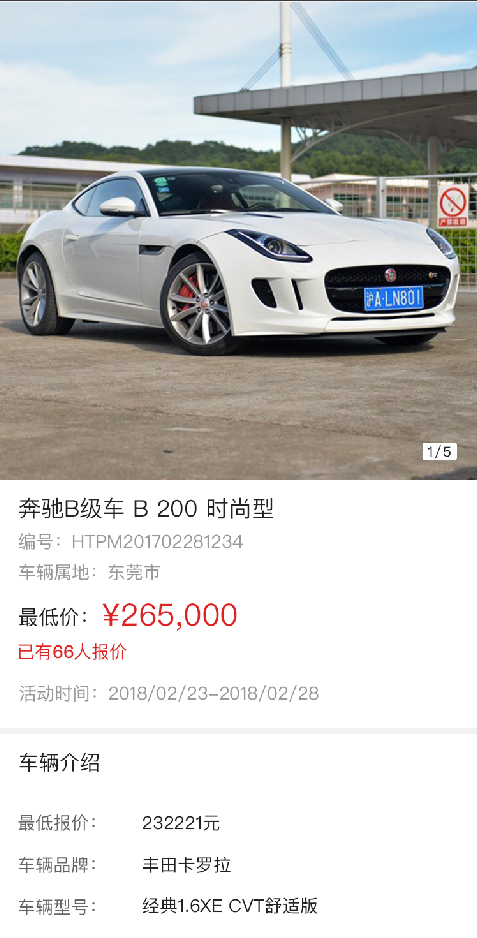 沪A·LN801
1/5
奔驰B级车 B 200 时尚型
编号：HTPM201702281234
车辆属地：东莞市
最低价：¥265,000
已有66人报价
活动时间：2018/02/23-2018/02/28
车辆介绍
最低报价： 232221元
车辆品牌： 丰田卡罗拉
车辆型号： 经典1.6XE CVT舒适版